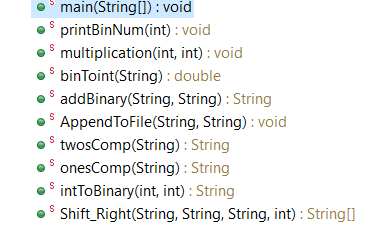 S main(String[]) : void
S printBinNum(int) : void
S multiplication(int, int) : void
S binToint(String) : double
S addBinary(String, String) : String
S AppendToFile(String, String) : void
S twosComp(String) : String
S onesComp(String) : String
S intToBinary(int, int) : String
S Shift_Right(String, String, String, int) : String[]